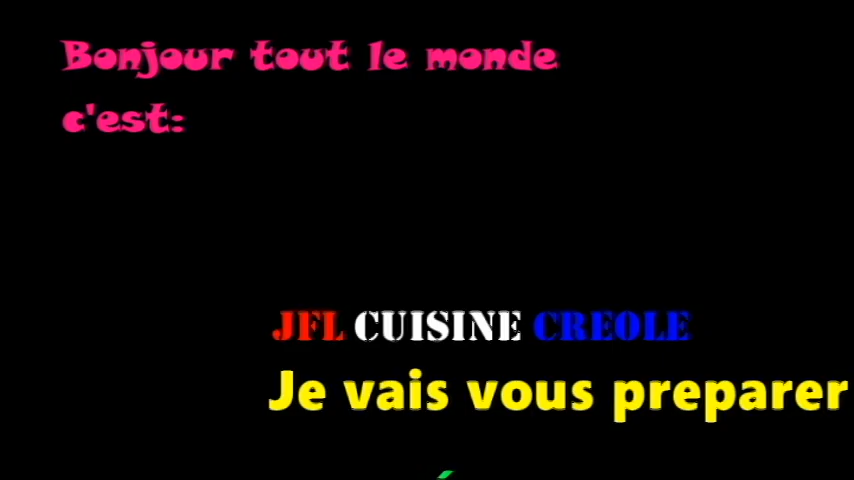 Bonjour tout le monde
c'est:
JFL CUISINE CREOLE
Je vais vous preparer